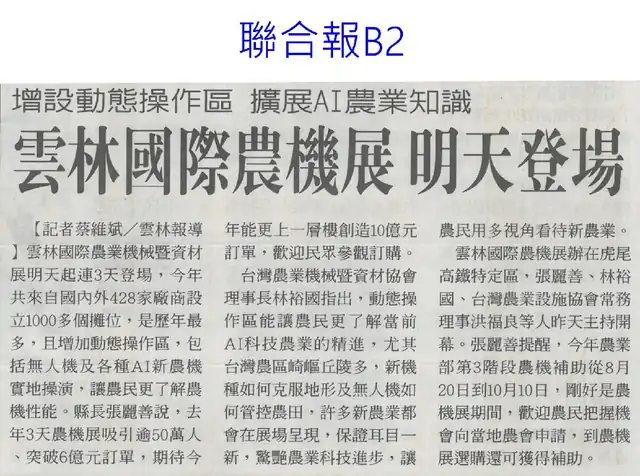 聯合報B2
增設動態操作區 擴展AI農業知識
雲林國際農機展 明天登場
【記者蔡維斌／雲林報導
】雲林國際農業機械暨資材
展明天起連3天登場，今年
共來自國內外428家廠商設
立1000多個攤位，是歷年最
多，且增加動態操作區，包
括無人機及各種AI新農機
實地操演，讓農民更了解農
機性能。縣長張麗善說，去
年3天農機展吸引逾50萬人
、突破6億元訂單，期待今
年能更上一層樓創造10億元
訂單，歡迎民眾參觀訂購。
台灣農業機械暨資材協會
理事長林裕國指出，動態操
作區能讓農民更了解當前
AI科技農業的精進，尤其
台灣農區崎嶇丘陵多，新機
種如何克服地形及無人機如
何管控農田，許多新農業都
會在展場呈現，保證耳目一
新，驚艷農業科技進步，讓
農民用多視角看待新農業。
雲林國際農機展辦在虎尾
高鐵特定區，張麗善、林裕
國、台灣農業設施協會常務
理事洪福良等人昨天主持開
幕。張麗善提醒，今年農業
部第3階段農機補助從8月
20日到10月10日，剛好是農
機展期間，歡迎農民把握機
會向當地農會申請，到農機
展選購還可獲得補助。